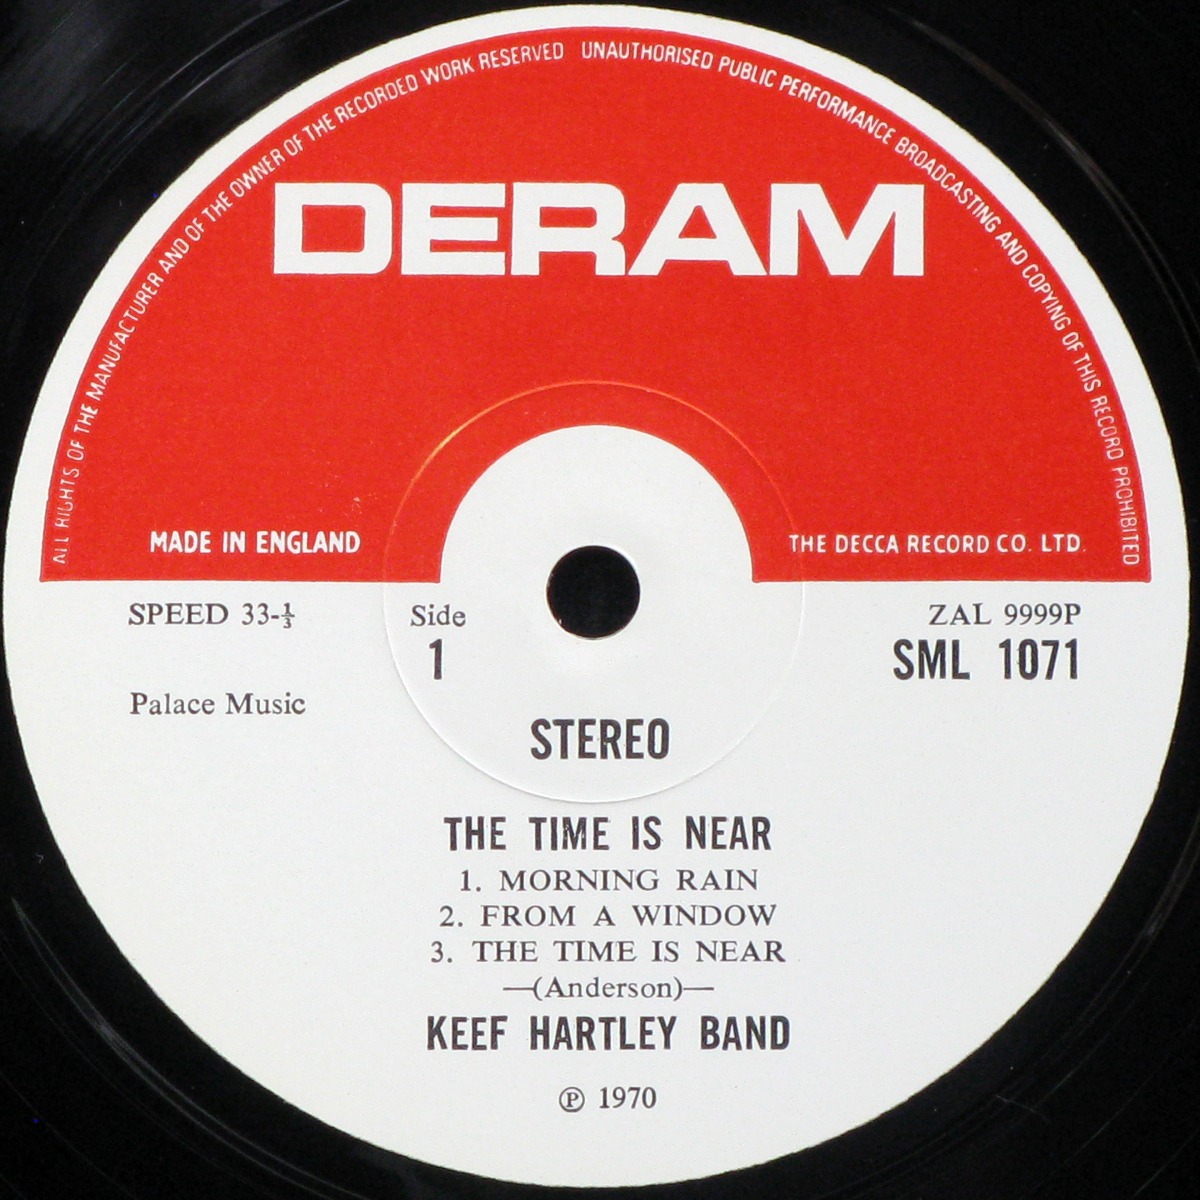 ALL RIGHTS OF THE MANUFACTURER AND OF THE OWNER OF THE RECORDED WORK RESERVED UNAUTHORISED PUBLIC PERFORMANCE BROADCASTING AND COPYING OF THIS RECORD PROHIBITED
DERAM
MADE IN ENGLAND
THE DECCA RECORD CO. LTD.
SPEED 33-⅓
Side
ZAL 9999P
1
SML 1071
Palace Music
STEREO
THE TIME IS NEAR
1. MORNING RAIN
2. FROM A WINDOW
3. THE TIME IS NEAR
—(Anderson)—
KEEF HARTLEY BAND
℗ 1970